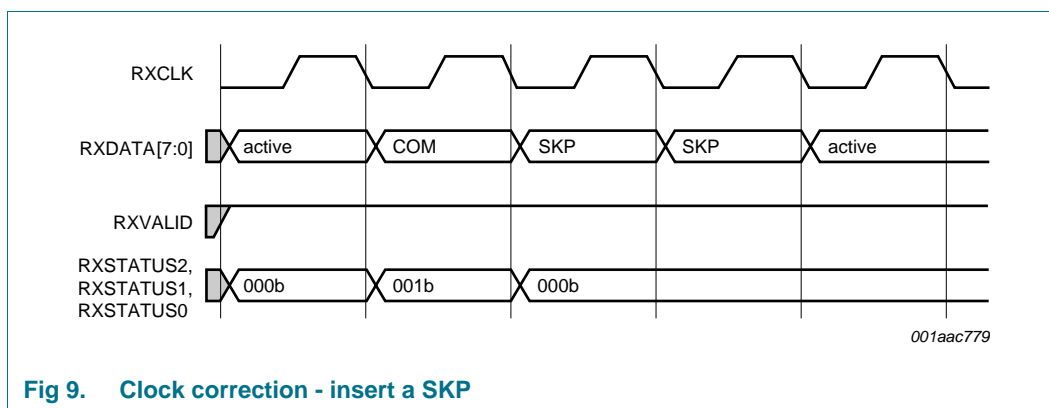 RXCLK
RXDATA[7:0] active COM SKP SKP active
RXVALID
RXSTATUS2,
RXSTATUS1, 000b 001b 000b
RXSTATUS0
001aac779
Fig 9. Clock correction - insert a SKP